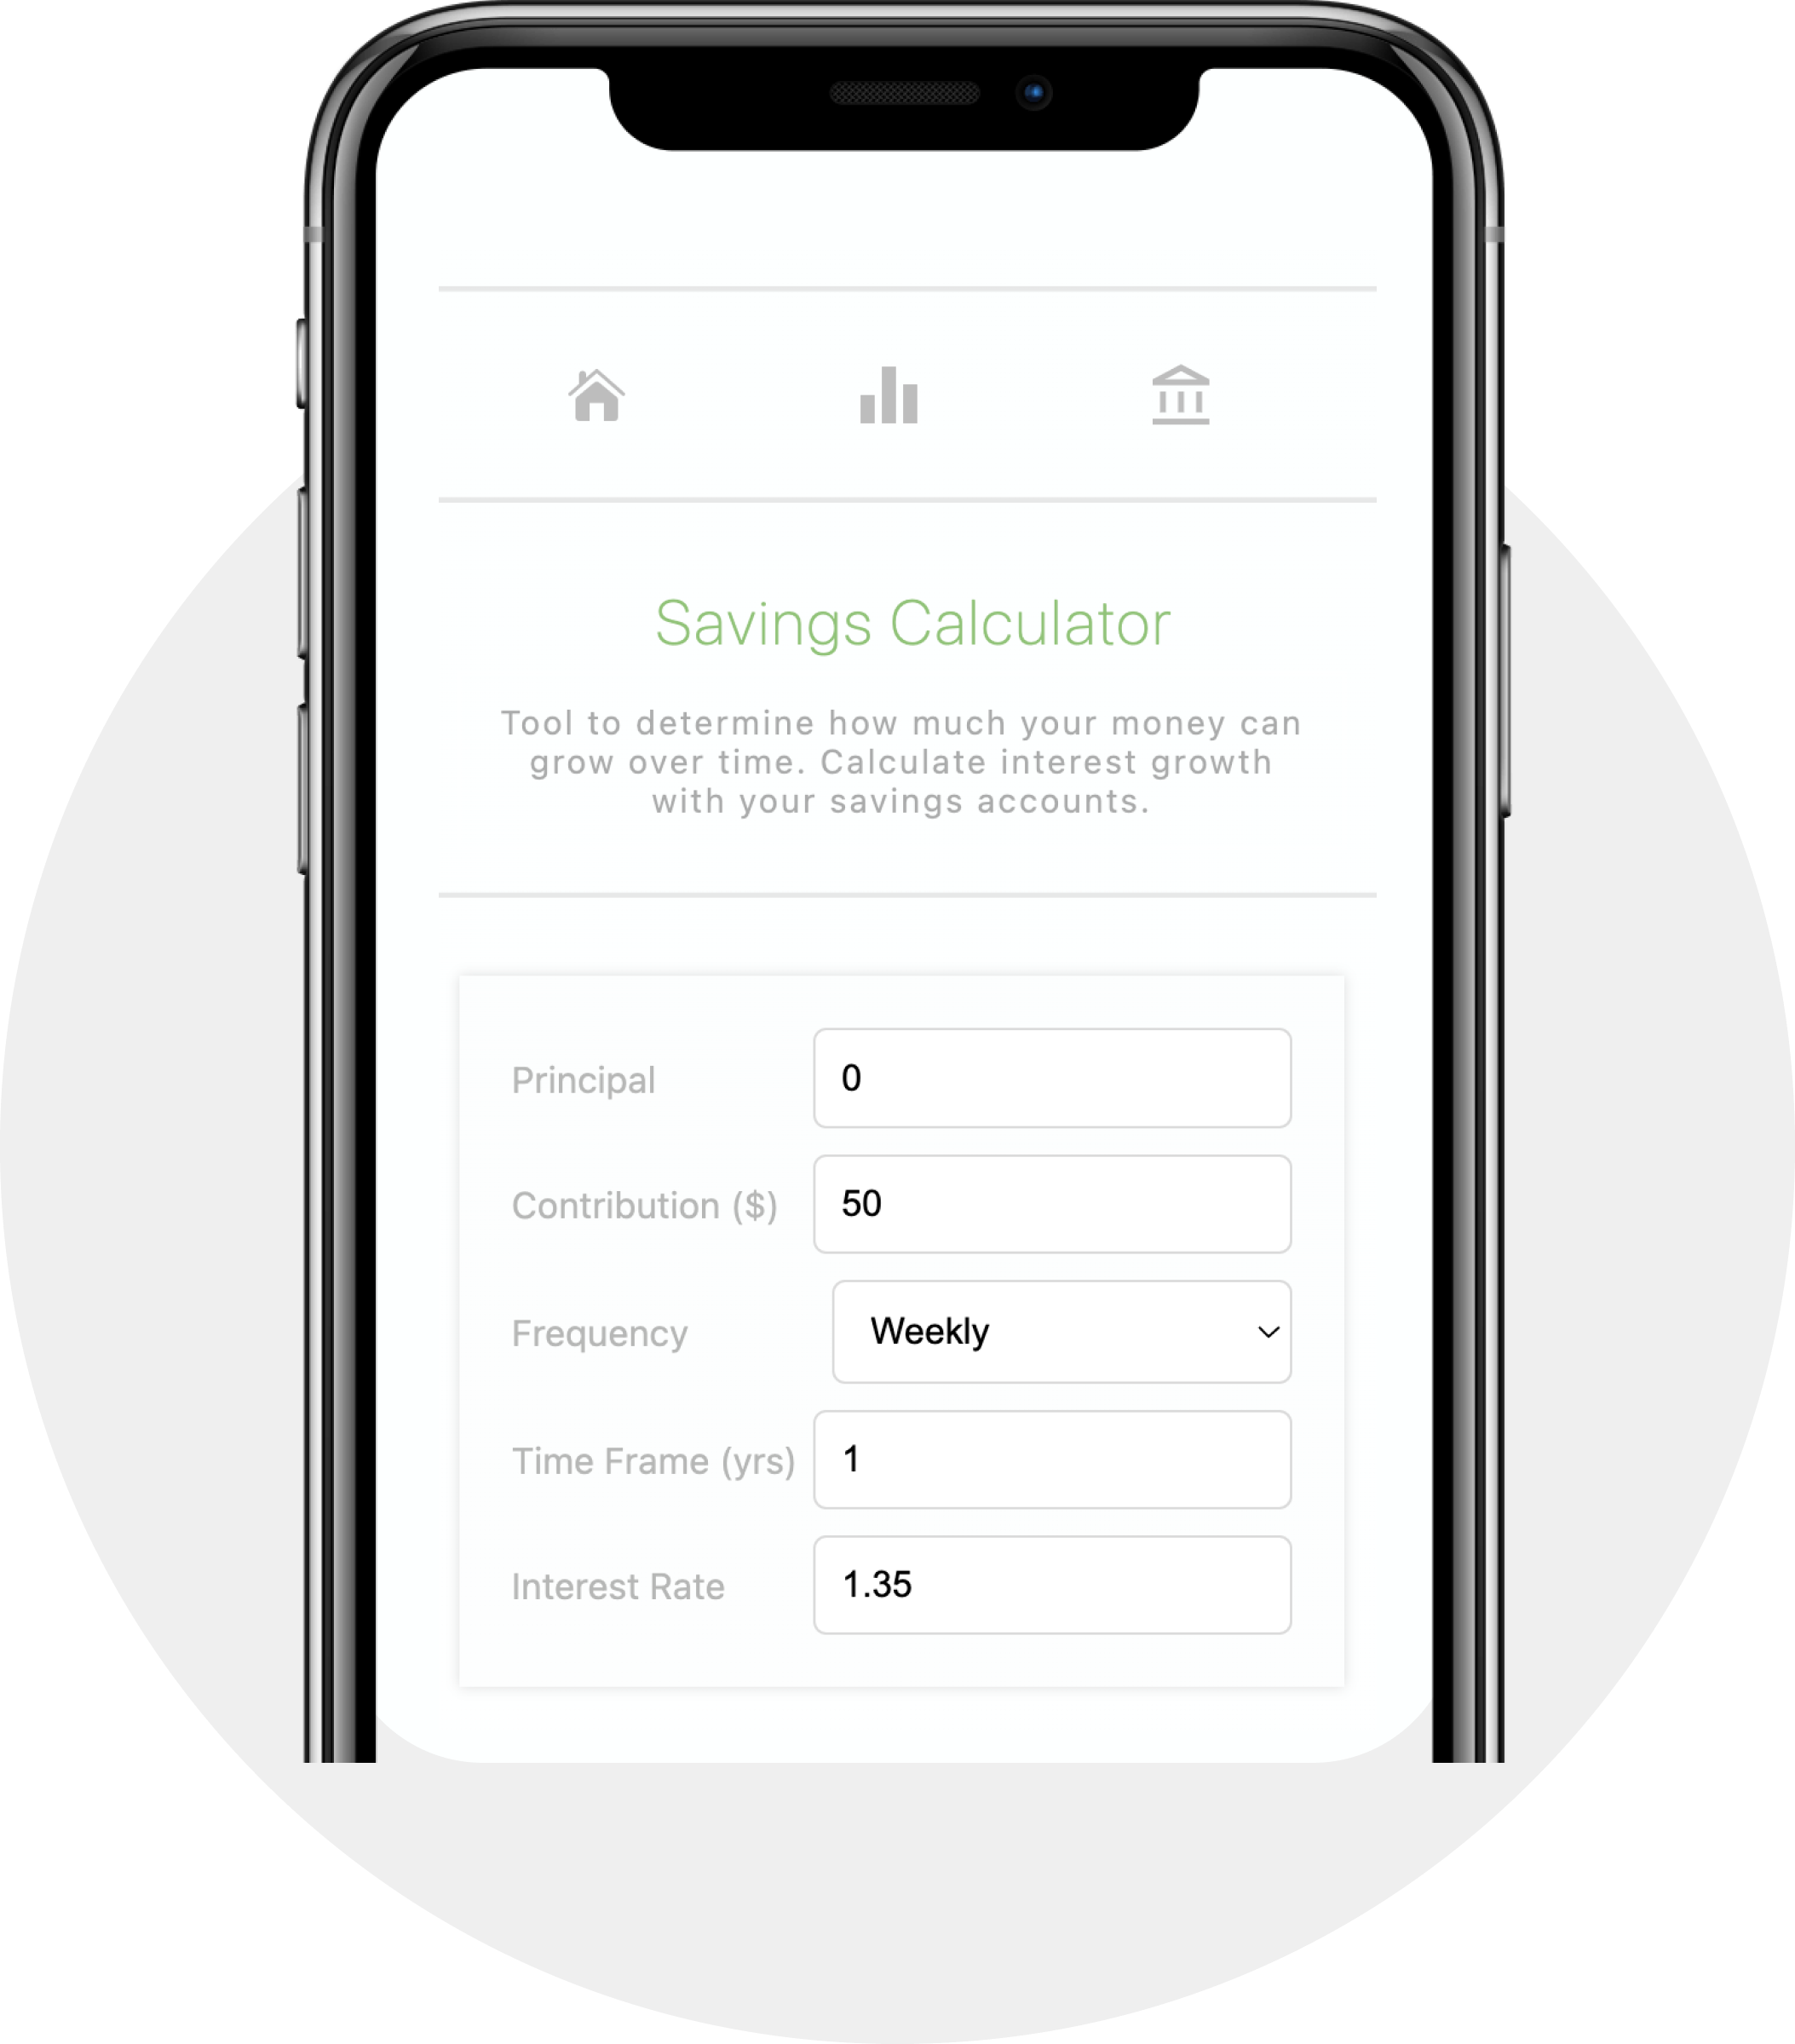 Savings Calculator
Tool to determine how much your money can
grow over time. Calculate interest growth
with your savings accounts.
Principal 0
Contribution ($) 50
Frequency Weekly
Time Frame (yrs) 1
Interest Rate 1.35